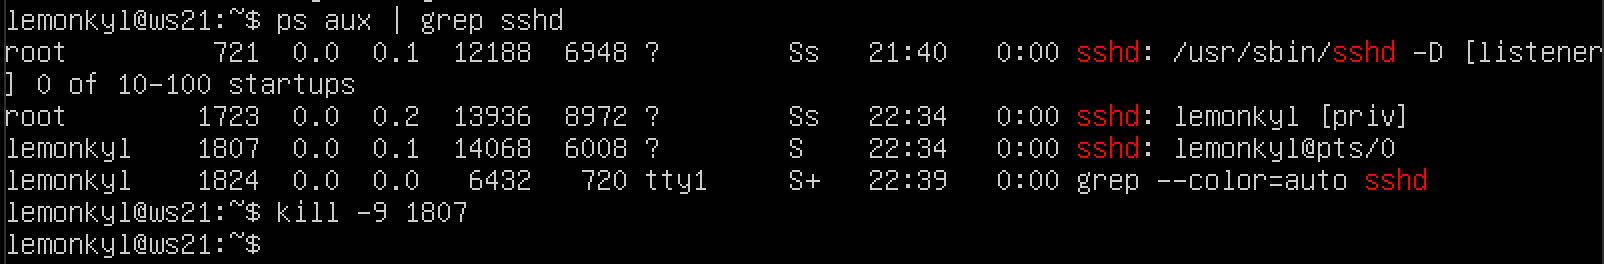 lemonkyl@ws21:~$ ps aux | grep sshd
root         721  0.0  0.1  12188  6948 ?        Ss   21:40   0:00 sshd: /usr/sbin/sshd -D [listener
] 0 of 10-100 startups
root        1723  0.0  0.2  13936  8972 ?        Ss   22:34   0:00 sshd: lemonkyl [priv]
lemonkyl    1807  0.0  0.1  14068  6008 ?        S    22:34   0:00 sshd: lemonkyl@pts/0
lemonkyl    1824  0.0  0.0   6432   720 tty1     S+   22:39   0:00 grep --color=auto sshd
lemonkyl@ws21:~$ kill -9 1807
lemonkyl@ws21:~$